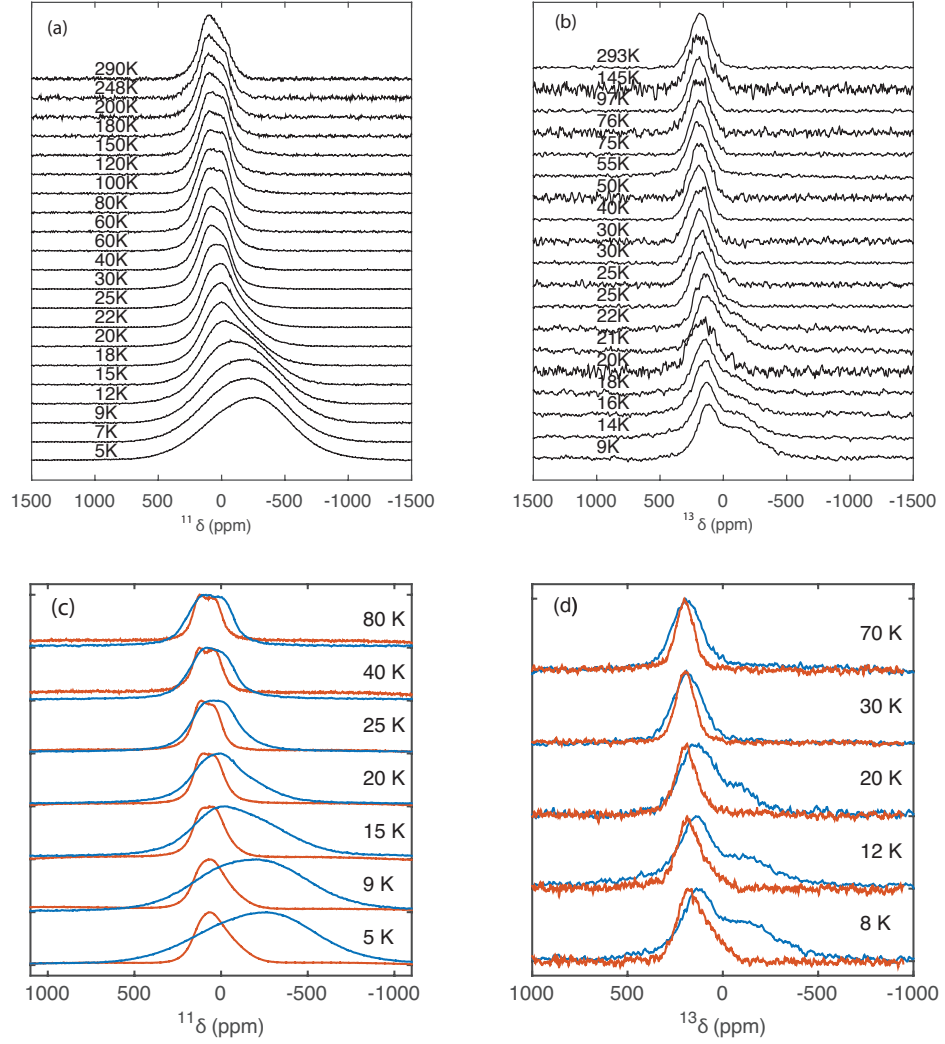 (a)
290K
248K
200K
180K
150K
120K
100K
80K
60K
60K
40K
30K
25K
22K
20K
18K
15K
12K
9K
7K
5K
1500 1000 500 0 -500 -1000 -1500
11 δ (ppm)
(b)
293K
145K
97K
76K
75K
55K
50K
40K
30K
30K
25K
25K
22K
21K
20K
18K
16K
14K
9K
1500 1000 500 0 -500 -1000 -1500
13 δ (ppm)
(c)
80 K
40 K
25 K
20 K
15 K
9 K
5 K
1000 500 0 -500 -1000
11δ (ppm)
(d)
70 K
30 K
20 K
12 K
8 K
1000 500 0 -500 -1000
13δ (ppm)